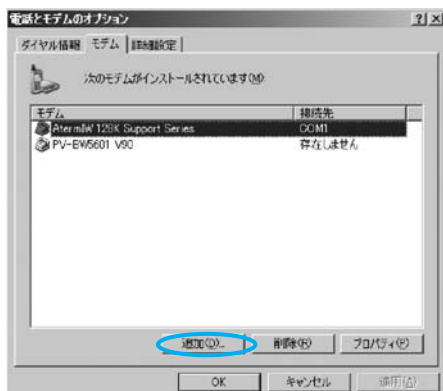 電話とモデムのオプション
ダイヤル情報 モデム 詳細設定
次のモデムがインストールされています(M)
モデム 接続先
AtermIW 128K Support Series COM1
PV-BW5601 V90 存在しません
追加(D)... 削除(R) プロパティ(P)
OK キャンセル 適用(A)